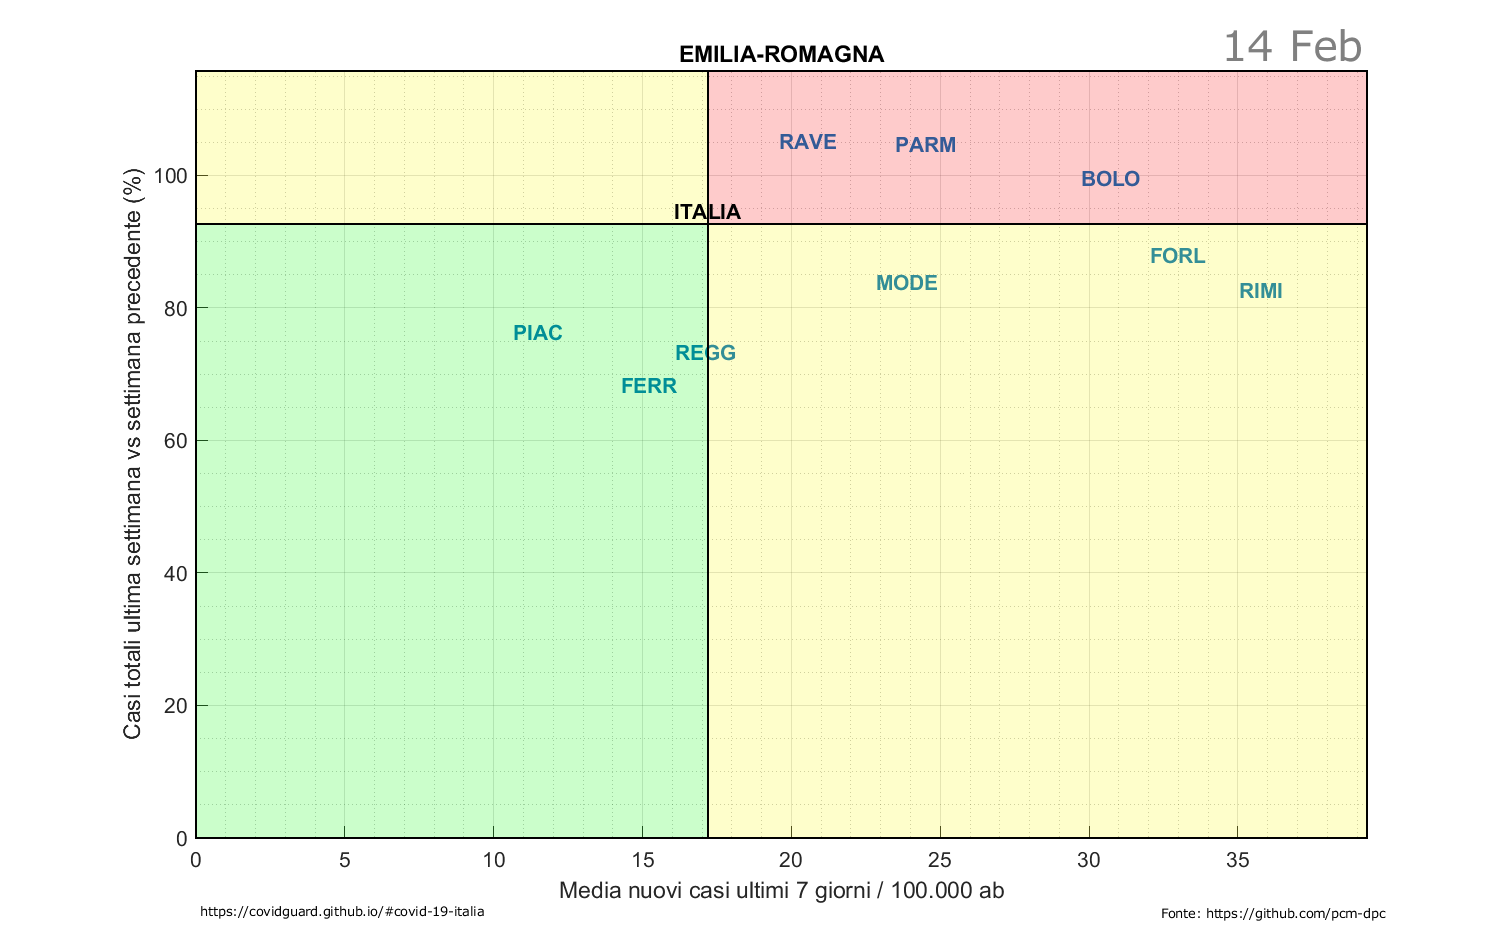 14 Feb
EMILIA-ROMAGNA
Casi totali ultima settimana vs settimana precedente (%)
100
80
60
40
20
0
RAVE
PARM
BOLO
ITALIA
FORL
MODE
RIMI
PIAC
REGG
FERR
0 5 10 15 20 25 30 35
Media nuovi casi ultimi 7 giorni / 100.000 ab
https://covidguard.github.io/#covid-19-italia
Fonte: https://github.com/pcm-dpc